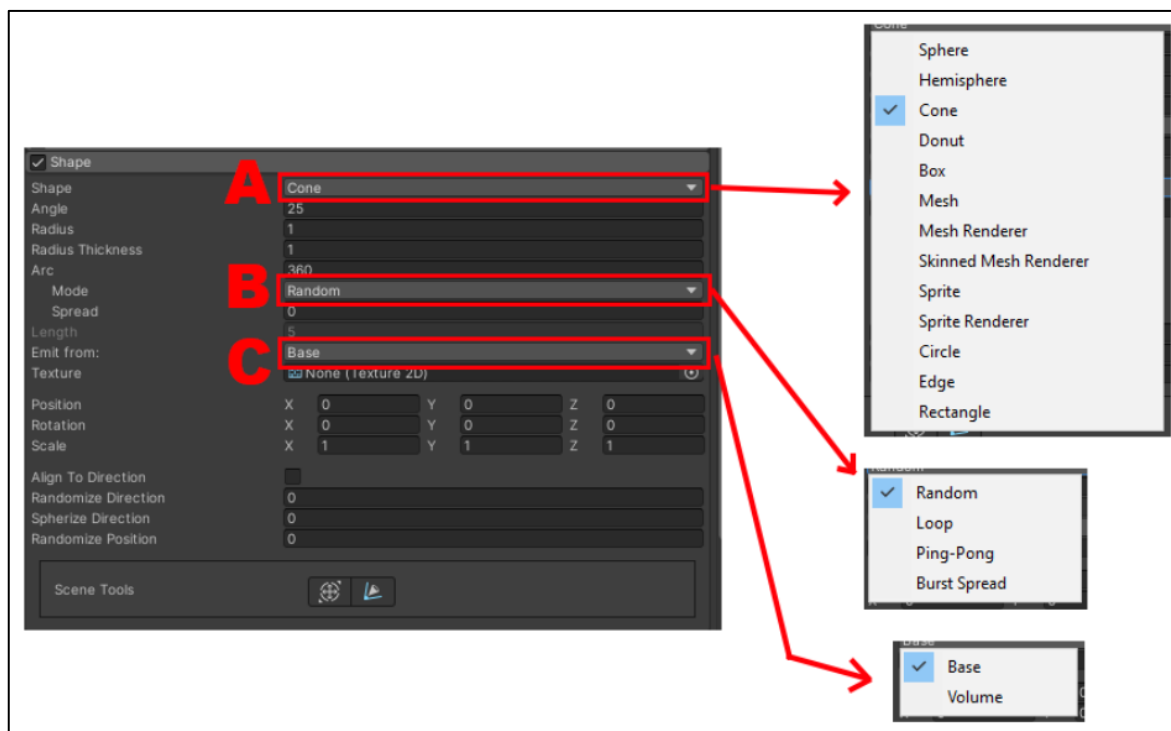 Shape
A
Shape Cone
Angle 25
Radius 1
Radius Thickness 1
Arc 360
B
Mode Random
Spread 0
Length 5
C
Emit from: Base
Texture None (Texture 2D)
Position X 0 Y 0 Z 0
Rotation X 0 Y 0 Z 0
Scale X 1 Y 1 Z 1
Align To Direction
Randomize Direction 0
Spherize Direction 0
Randomize Position 0
Scene Tools
Cone
Sphere
Hemisphere
Cone
Donut
Box
Mesh
Mesh Renderer
Skinned Mesh Renderer
Sprite
Sprite Renderer
Circle
Edge
Rectangle
Random
Random
Loop
Ping-Pong
Burst Spread
Base
Base
Volume